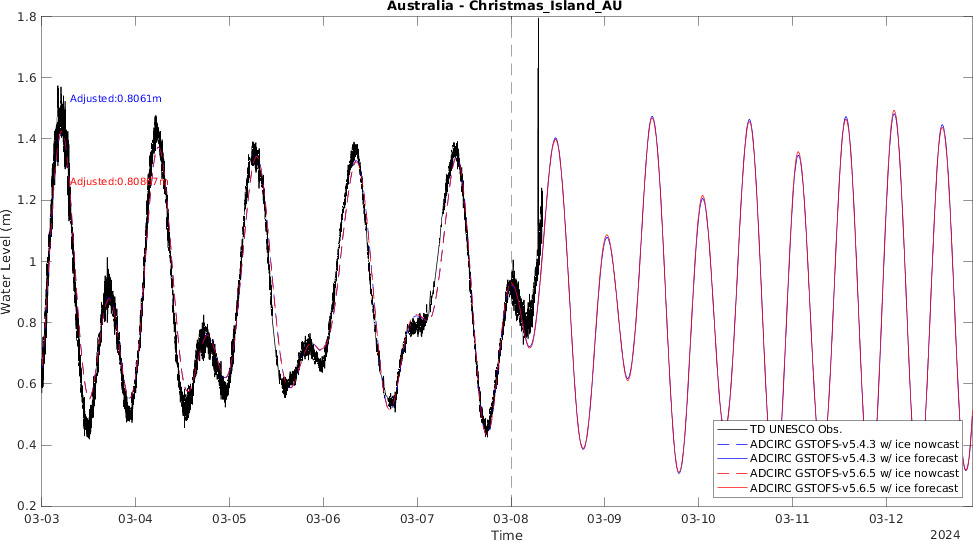 Australia - Christmas_Island_AU
1.8
1.6
1.4
1.2
1
0.8
0.6
0.4
0.2
Water Level (m)
Adjusted:0.8061m
TD UNESCO Obs.
ADCIRC GSTOFS-v5.4.3 w/ ice nowcast
ADCIRC GSTOFS-v5.4.3 w/ ice forecast
ADCIRC GSTOFS-v5.6.5 w/ ice nowcast
ADCIRC GSTOFS-v5.6.5 w/ ice forecast
03-03 03-04 03-05 03-06 03-07 03-08 03-09 03-10 03-11 03-12
Time
2024